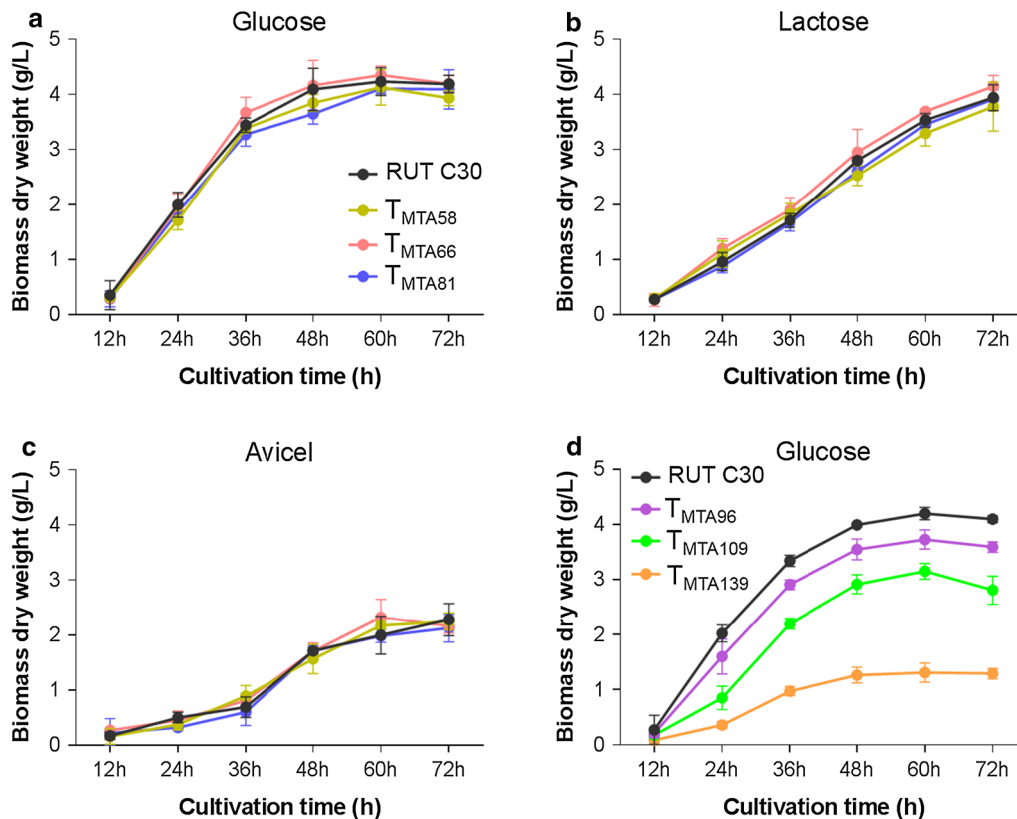 a
Glucose
Biomass dry weight (g/L)
5
4
3
2
1
0
RUT C30
TMTA58
TMTA66
TMTA81
12h 24h 36h 48h 60h 72h
Cultivation time (h)
b
Lactose
Biomass dry weight (g/L)
5
4
3
2
1
0
12h 24h 36h 48h 60h 72h
Cultivation time (h)
c
Avicel
Biomass dry weight (g/L)
5
4
3
2
1
0
12h 24h 36h 48h 60h 72h
Cultivation time (h)
d
Glucose
Biomass dry weight (g/L)
5
4
3
2
1
0
RUT C30
TMTA96
TMTA109
TMTA139
12h 24h 36h 48h 60h 72h
Cultivation time (h)